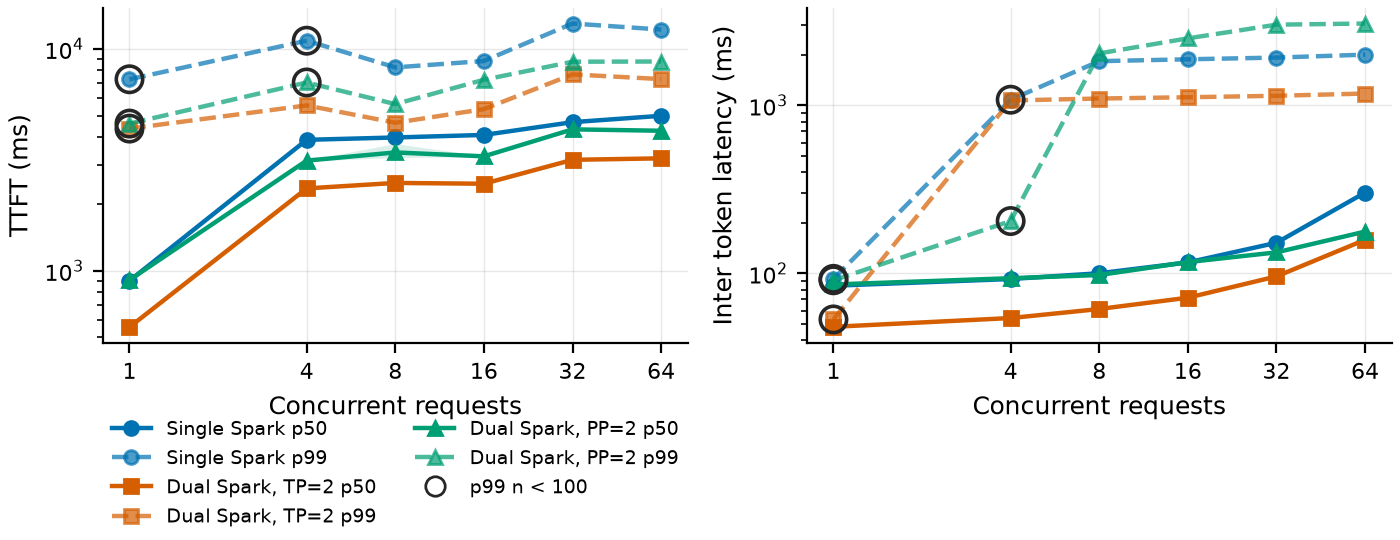 TTFT (ms)
10^4
10^3
1
4
8
16
32
64
Concurrent requests
Inter token latency (ms)
10^3
10^2
1
4
8
16
32
64
Concurrent requests
Single Spark p50
Single Spark p99
Dual Spark, TP=2 p50
Dual Spark, TP=2 p99
Dual Spark, PP=2 p50
Dual Spark, PP=2 p99
p99 n < 100